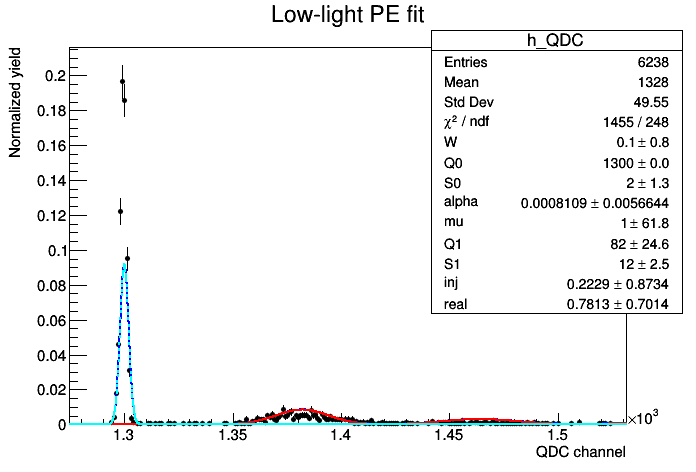 Low-light PE fit
h_QDC
Entries 6238
Mean 1328
Std Dev 49.55
χ² / ndf 1455 / 248
W 0.1 ± 0.8
Q0 1300 ± 0.0
S0 2 ± 1.3
alpha 0.0008109 ± 0.0056644
mu 1 ± 61.8
Q1 82 ± 24.6
S1 12 ± 2.5
inj 0.2229 ± 0.8734
real 0.7813 ± 0.7014
Normalized yield
0.2
0.18
0.16
0.14
0.12
0.1
0.08
0.06
0.04
0.02
0
1.3 1.35 1.4 1.45 1.5
×10³
QDC channel